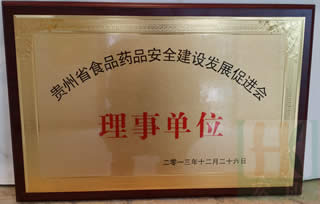 贵州省食品药品安全建设发展促进会
理事单位
二零一三年十二月二十六日